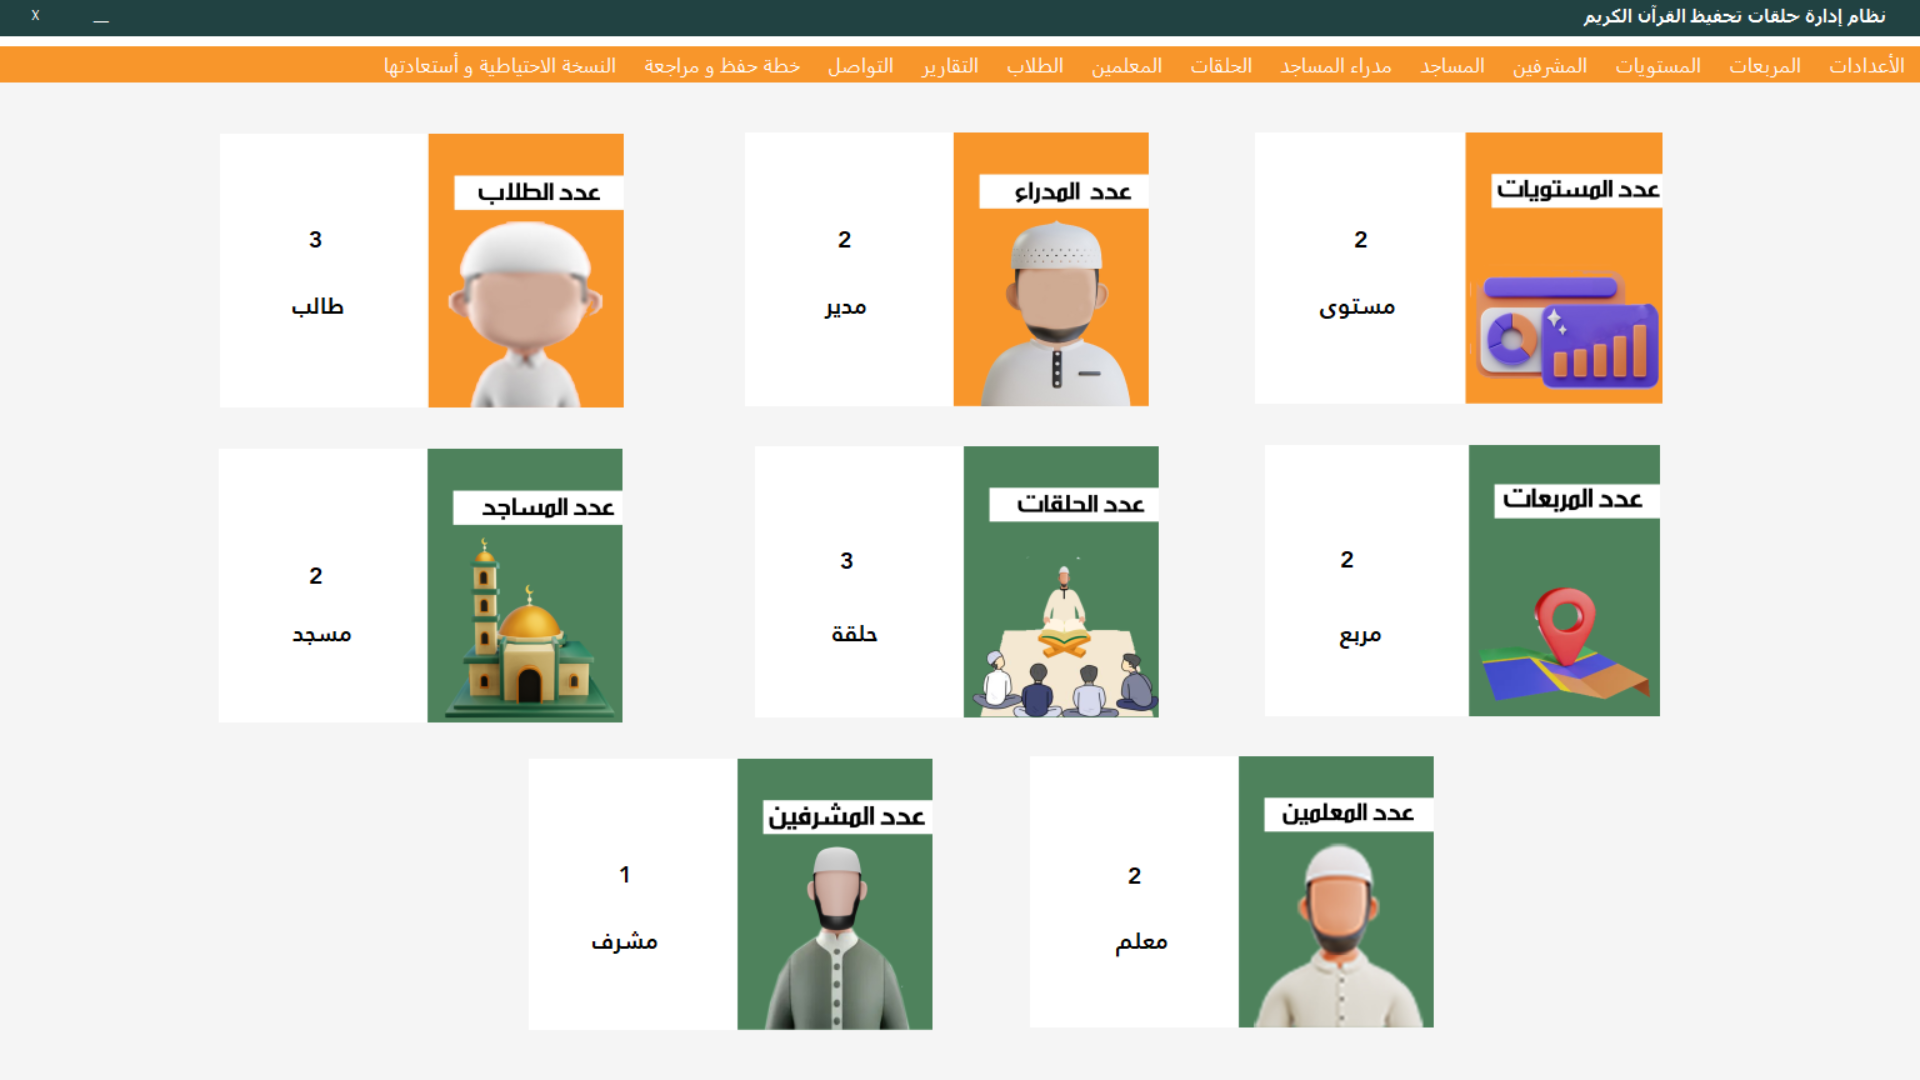 نظام إدارة حلقات تحفيظ القرآن الكريم
__
X
الأعدادات المربعات المستويات المشرفين المساجد مدراء المساجد الحلقات المعلمين الطلاب التقارير التواصل خطة حفظ و مراجعة النسخة الاحتياطية و أستعادتها
عدد المستويات
2
مستوى
عدد المدراء
2
مدير
عدد الطلاب
3
طالب
عدد المربعات
2
مربع
عدد الحلقات
3
حلقة
عدد المساجد
2
مسجد
عدد المعلمين
2
معلم
عدد المشرفين
1
مشرف